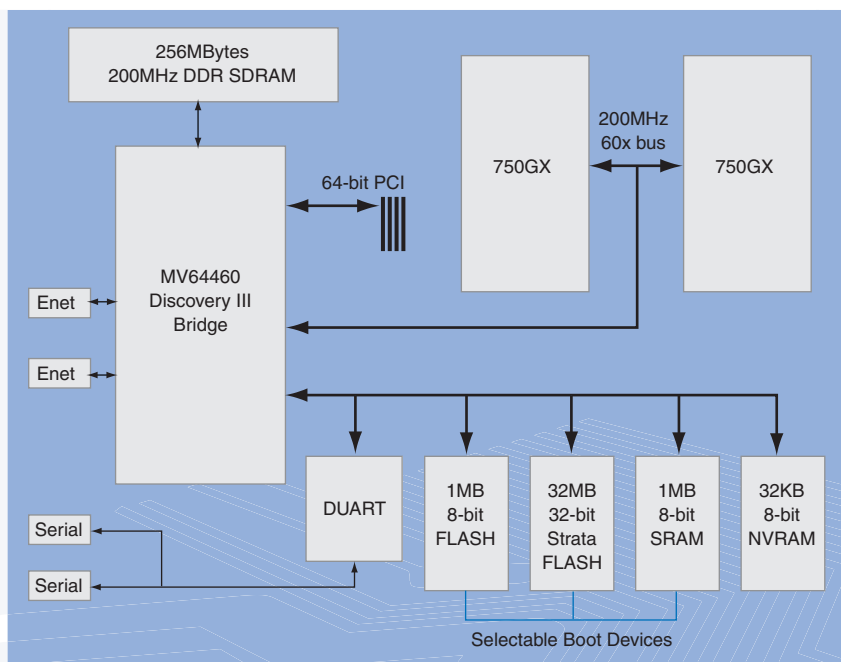 256MBytes
200MHz DDR SDRAM
200MHz
60x bus
750GX
750GX
64-bit PCI
MV64460
Discovery III
Bridge
Enet
Enet
DUART
1MB
8-bit
FLASH
32MB
32-bit
Strata
FLASH
1MB
8-bit
SRAM
32KB
8-bit
NVRAM
Serial
Serial
Selectable Boot Devices